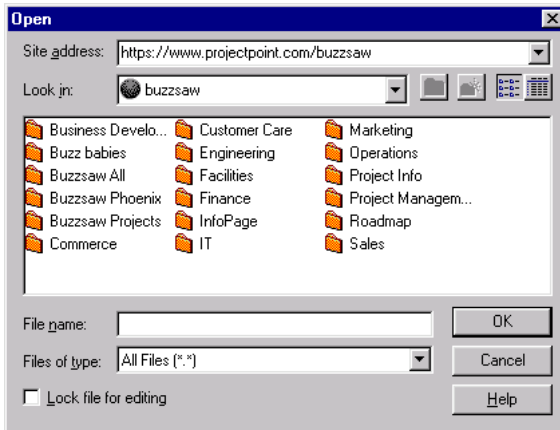 Open
Site address: https://www.projectpoint.com/buzzsaw
Look in: buzzsaw
Business Develo... Customer Care Marketing
Buzz babies Engineering Operations
Buzzsaw All Facilities Project Info
Buzzsaw Phoenix Finance Project Managem...
Buzzsaw Projects InfoPage Roadmap
Commerce IT Sales
File name: OK
Files of type: All Files (*.*) Cancel
Lock file for editing Help